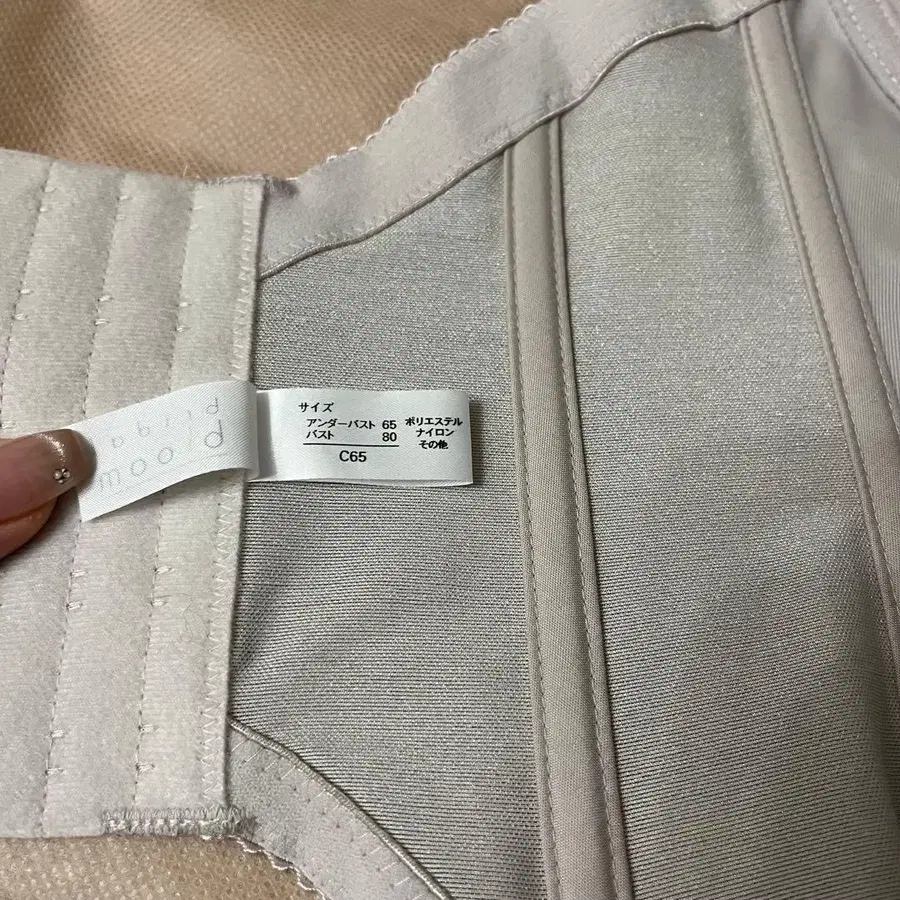 サイズ
アンダーバスト 65
バスト 80
C65
ポリエステル
ナイロン
その他